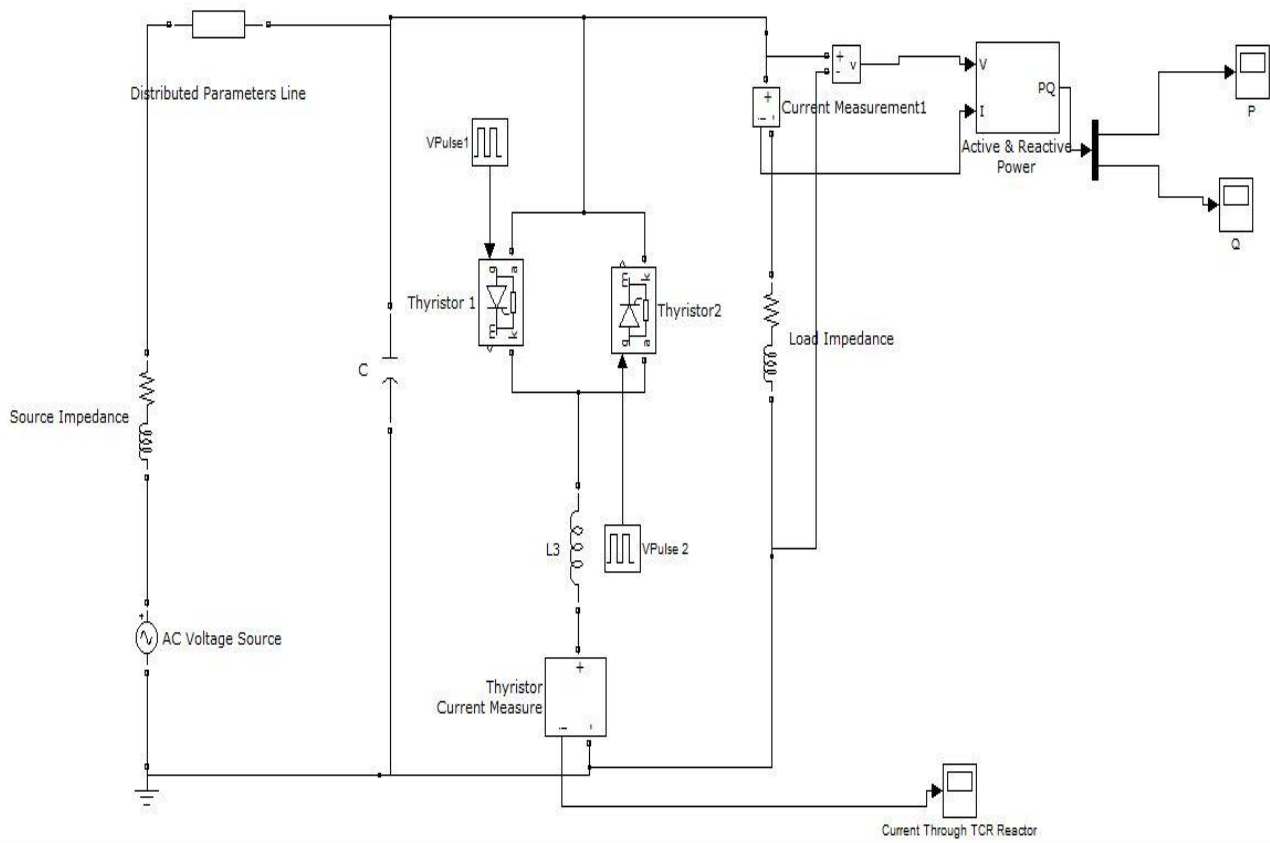 Distributed Parameters Line
+
-
v
V
I
PQ
P
Current Measurement1
+
i
-
Active & Reactive
Power
VPulse1
Q
g
a
m
k
Thyristor 1
m
k
g
a
Thyristor2
Load Impedance
C
Source Impedance
L3
VPulse 2
+
AC Voltage Source
+
Thyristor
Current Measure
i
-
Current Through TCR Reactor